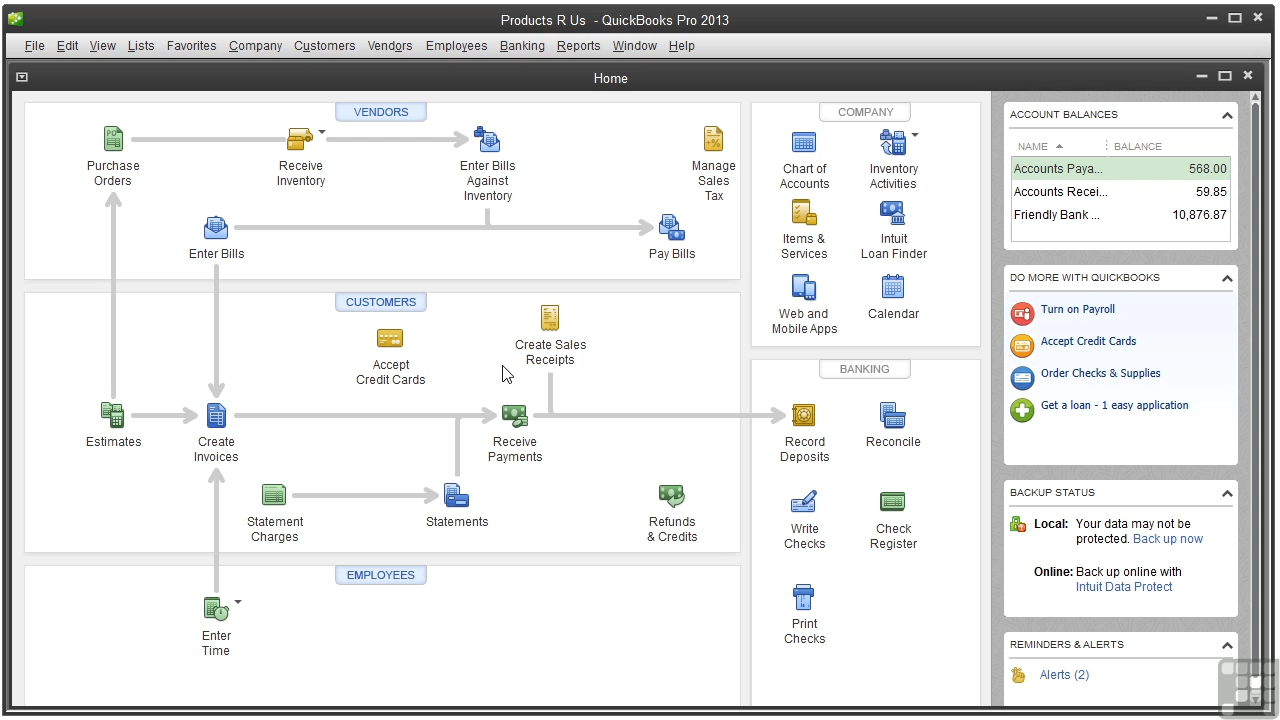 Products R Us - QuickBooks Pro 2013
File Edit View Lists Favorites Company Customers Vendors Employees Banking Reports Window Help
Home
VENDORS
Purchase
Orders
Receive
Inventory
Enter Bills
Against
Inventory
Manage
Sales
Tax
Enter Bills
Pay Bills
CUSTOMERS
Accept
Credit Cards
Create Sales
Receipts
Estimates
Create
Invoices
Receive
Payments
Statement
Charges
Statements
Refunds
& Credits
EMPLOYEES
Enter
Time
COMPANY
Chart of
Accounts
Inventory
Activities
Items &
Services
Intuit
Loan Finder
Web and
Mobile Apps
Calendar
BANKING
Record
Deposits
Reconcile
Write
Checks
Check
Register
Print
Checks
ACCOUNT BALANCES
NAME BALANCE
Accounts Paya... 568.00
Accounts Recei... 59.85
Friendly Bank ... 10,876.87
DO MORE WITH QUICKBOOKS
Turn on Payroll
Accept Credit Cards
Order Checks & Supplies
Get a loan - 1 easy application
BACKUP STATUS
Local: Your data may not be
protected. Back up now
Online: Back up online with
Intuit Data Protect
REMINDERS & ALERTS
Alerts (2)